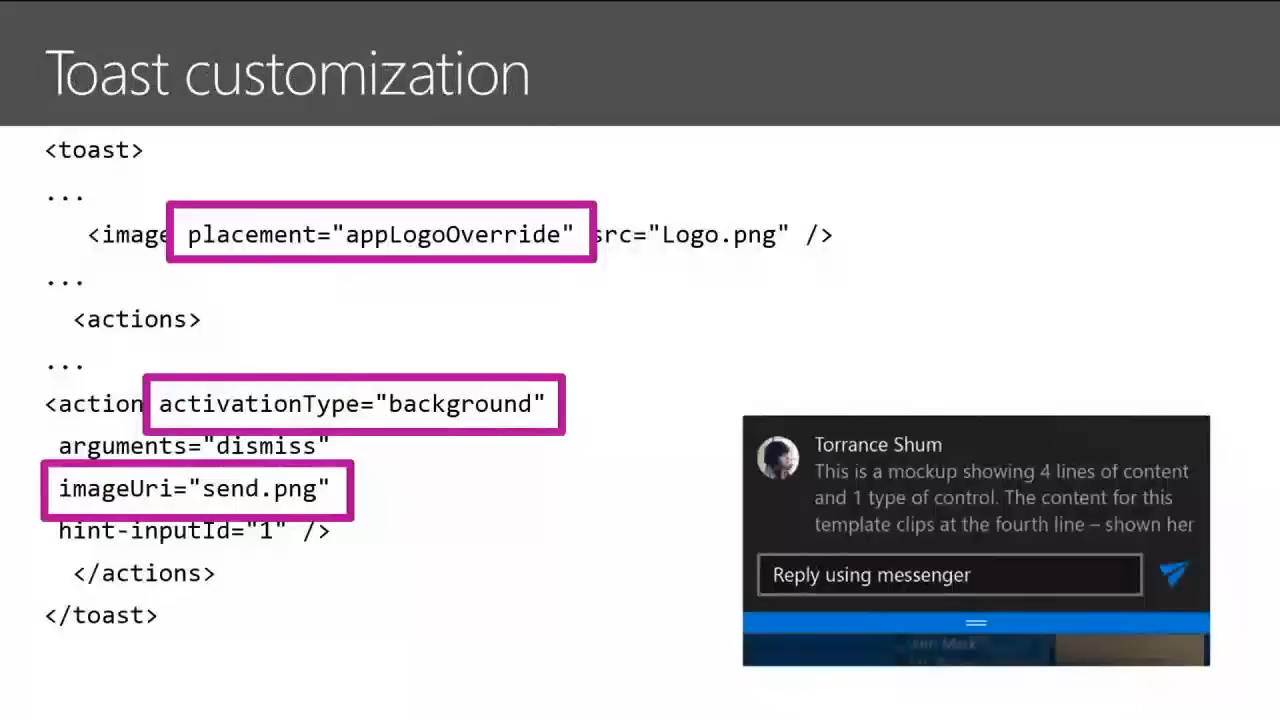 Toast customization
<toast>
...
<image placement="appLogoOverride" src="Logo.png" />
...
<actions>
...
<action activationType="background"
arguments="dismiss"
imageUri="send.png"
hint-inputId="1" />
</actions>
</toast>
Torrance Shum
This is a mockup showing 4 lines of content
and 1 type of control. The content for this
template clips at the fourth line – shown her
Reply using messenger